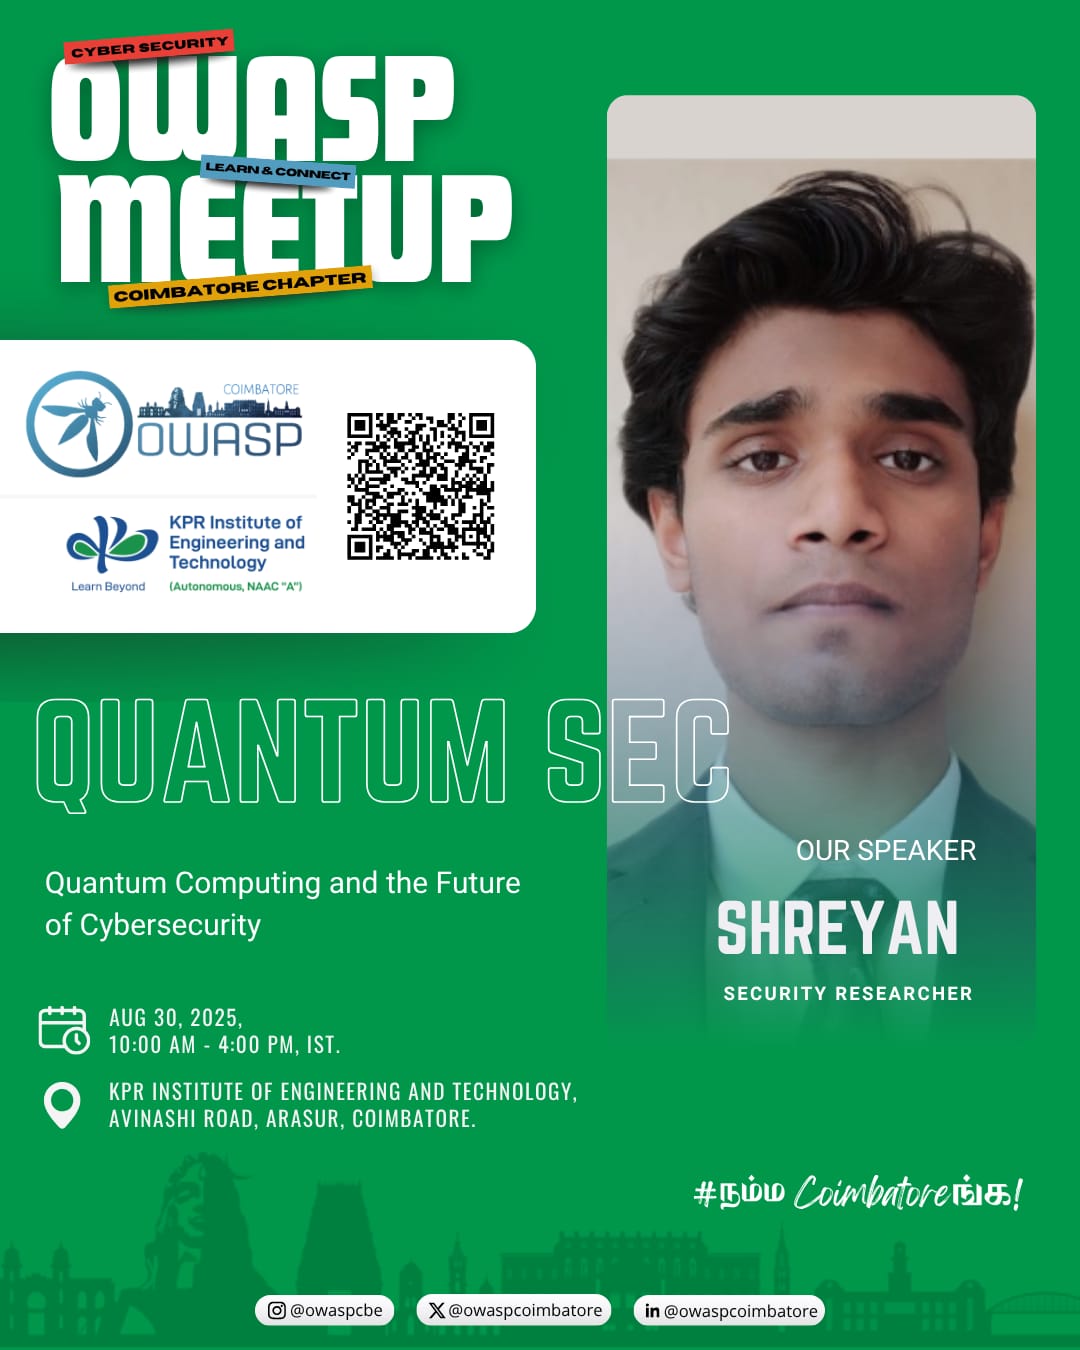 CYBER SECURITY
OWASP
LEARN & CONNECT
MEETUP
COIMBATORE CHAPTER
COIMBATORE
OWASP
KPR Institute of
Engineering and
Technology
Learn Beyond
(Autonomous, NAAC "A")
QUANTUM SEC
Quantum Computing and the Future
of Cybersecurity
OUR SPEAKER
SHREYAN
SECURITY RESEARCHER
AUG 30, 2025,
10:00 AM - 4:00 PM, IST.
KPR INSTITUTE OF ENGINEERING AND TECHNOLOGY,
AVINASHI ROAD, ARASUR, COIMBATORE.
#நம்ம Coimbatoreங்க!
@owaspcbe
@owaspcoimbatore
in @owaspcoimbatore